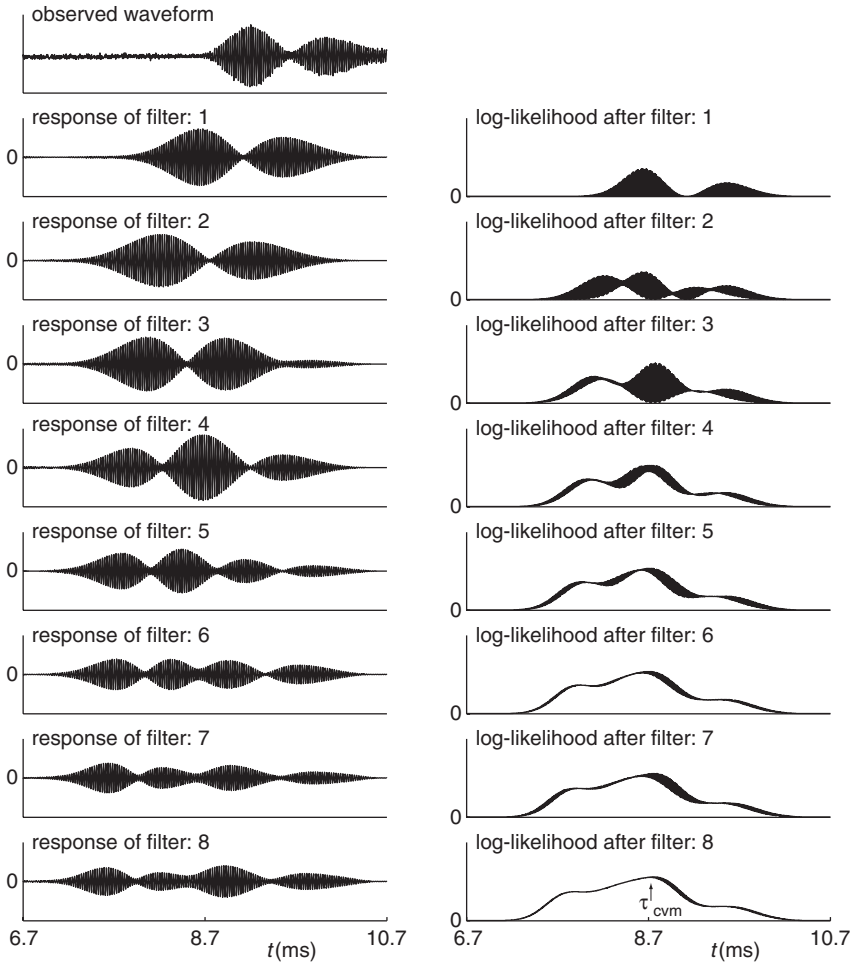 observed waveform
response of filter: 1
0
response of filter: 2
0
response of filter: 3
0
response of filter: 4
0
response of filter: 5
0
response of filter: 6
0
response of filter: 7
0
response of filter: 8
0
6.7 8.7 10.7
t(ms)
log-likelihood after filter: 1
0
log-likelihood after filter: 2
0
log-likelihood after filter: 3
0
log-likelihood after filter: 4
0
log-likelihood after filter: 5
0
log-likelihood after filter: 6
0
log-likelihood after filter: 7
0
log-likelihood after filter: 8
τcvm
0
6.7 8.7 10.7
t(ms)
6.7 10.7